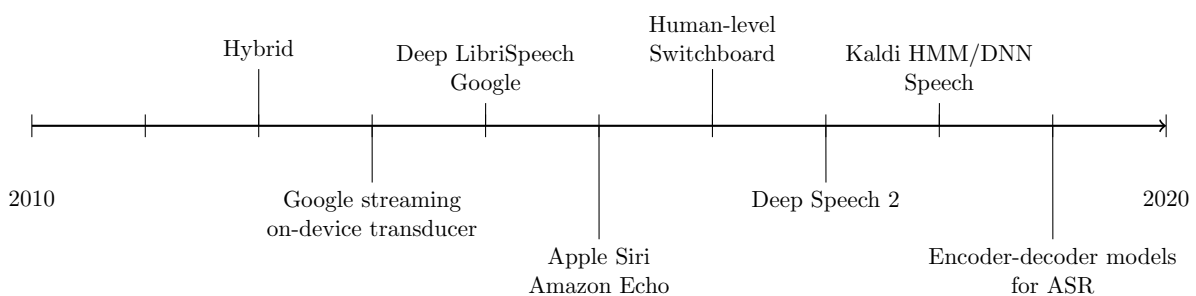 Human-level
Switchboard
Hybrid
Deep LibriSpeech
Google
Kaldi HMM/DNN
Speech
2010
Google streaming
on-device transducer
Deep Speech 2
2020
Apple Siri
Amazon Echo
Encoder-decoder models
for ASR